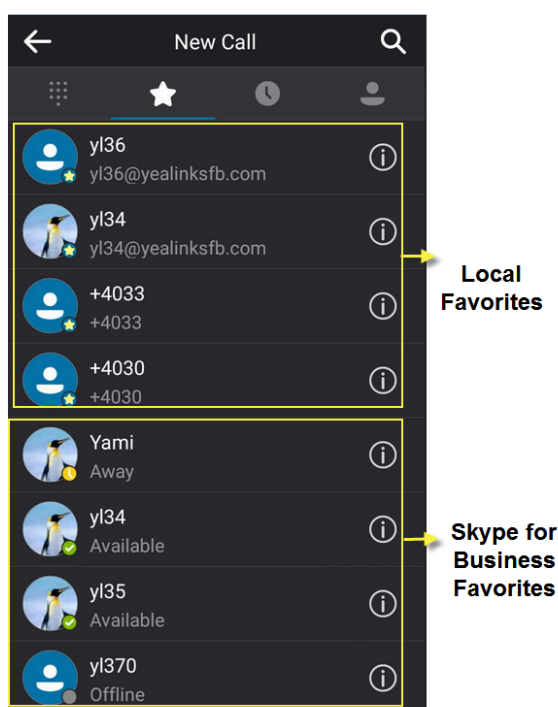 New Call
yl36
yl36@yealinksfb.com
yl34
yl34@yealinksfb.com
+4033
+4033
+4030
+4030
Local
Favorites
Yami
Away
yl34
Available
yl35
Available
yl370
Offline
Skype for
Business
Favorites